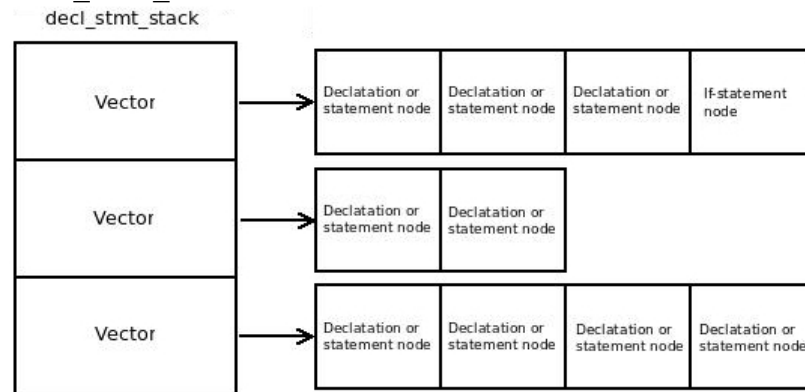 decl_stmt_stack
Vector
Declatation or
statement node
Declatation or
statement node
Declatation or
statement node
If-statement
node
Vector
Declatation or
statement node
Declatation or
statement node
Vector
Declatation or
statement node
Declatation or
statement node
Declatation or
statement node
Declatation or
statement node